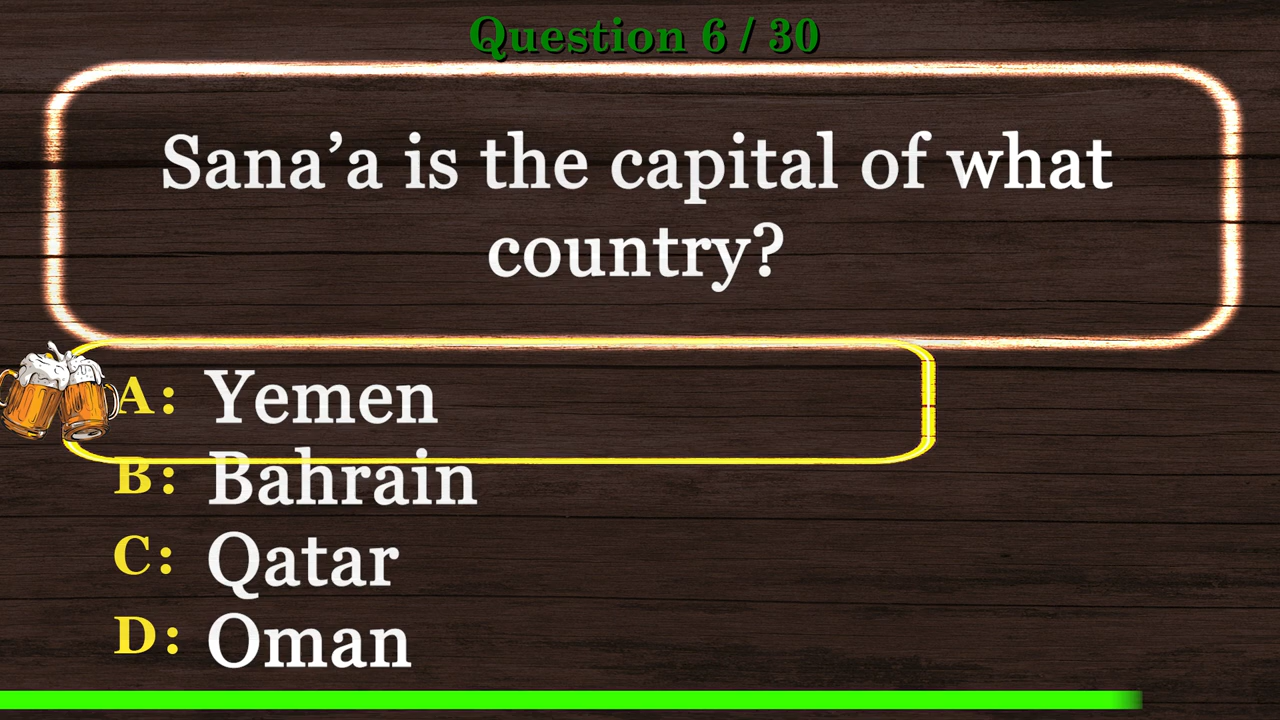 Question 6 / 30
Sana’a is the capital of what
country?
A: Yemen
B: Bahrain
C: Qatar
D: Oman